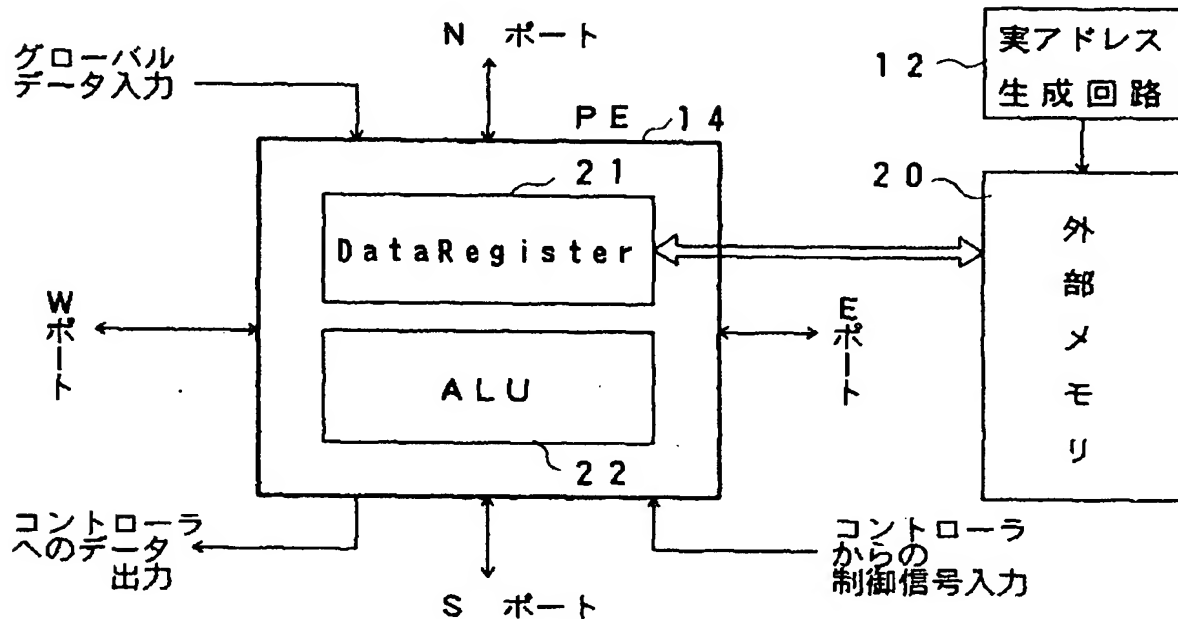 グローバル
データ入力
N ポート
PE
14
12
実アドレス
生成回路
21
DataRegister
20
外部メモリ
Wポート
Eポート
ALU
22
コントローラ
へのデータ
出力
S ポート
コントローラ
からの
制御信号入力